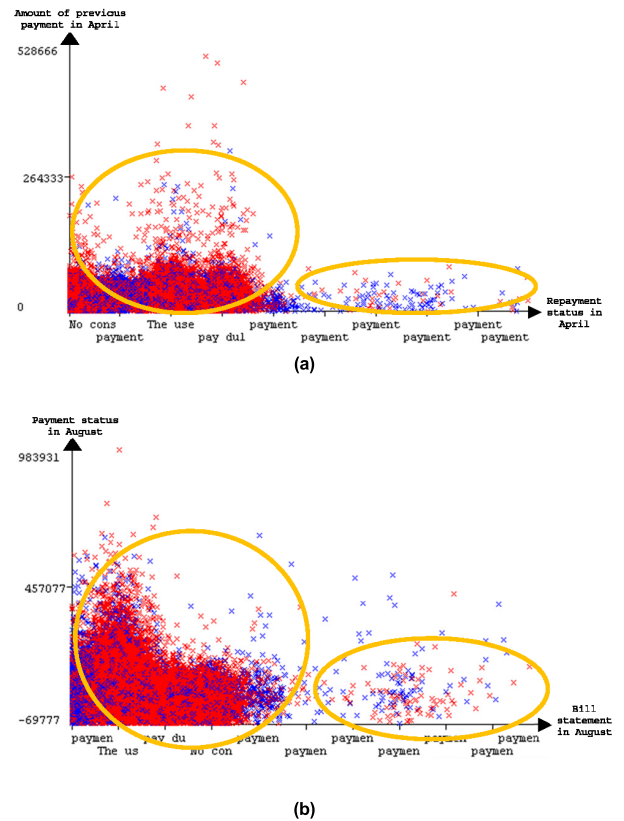 Amount of previous
payment in April
528666
264333
0
No cons The use payment payment payment
payment pay dul payment payment payment
Repayment
status in
April
(a)
Payment status
in August
983931
457077
-69777
paymen pay du paymen paymen paymen paymen
The us No con paymen paymen paymen
Bill
statement
in August
(b)